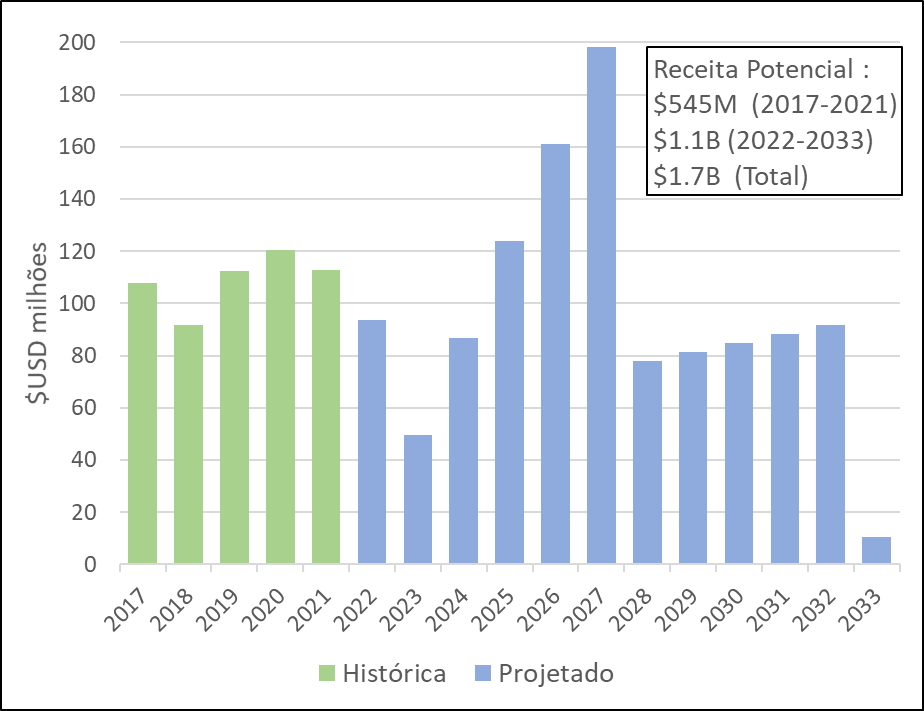 $USD milhões
200
180
160
140
120
100
80
60
40
20
0
Receita Potencial :
$545M (2017-2021)
$1.1B (2022-2033)
$1.7B (Total)
2017 2018 2019 2020 2021 2022 2023 2024 2025 2026 2027 2028 2029 2030 2031 2032 2033
Histórica Projetado